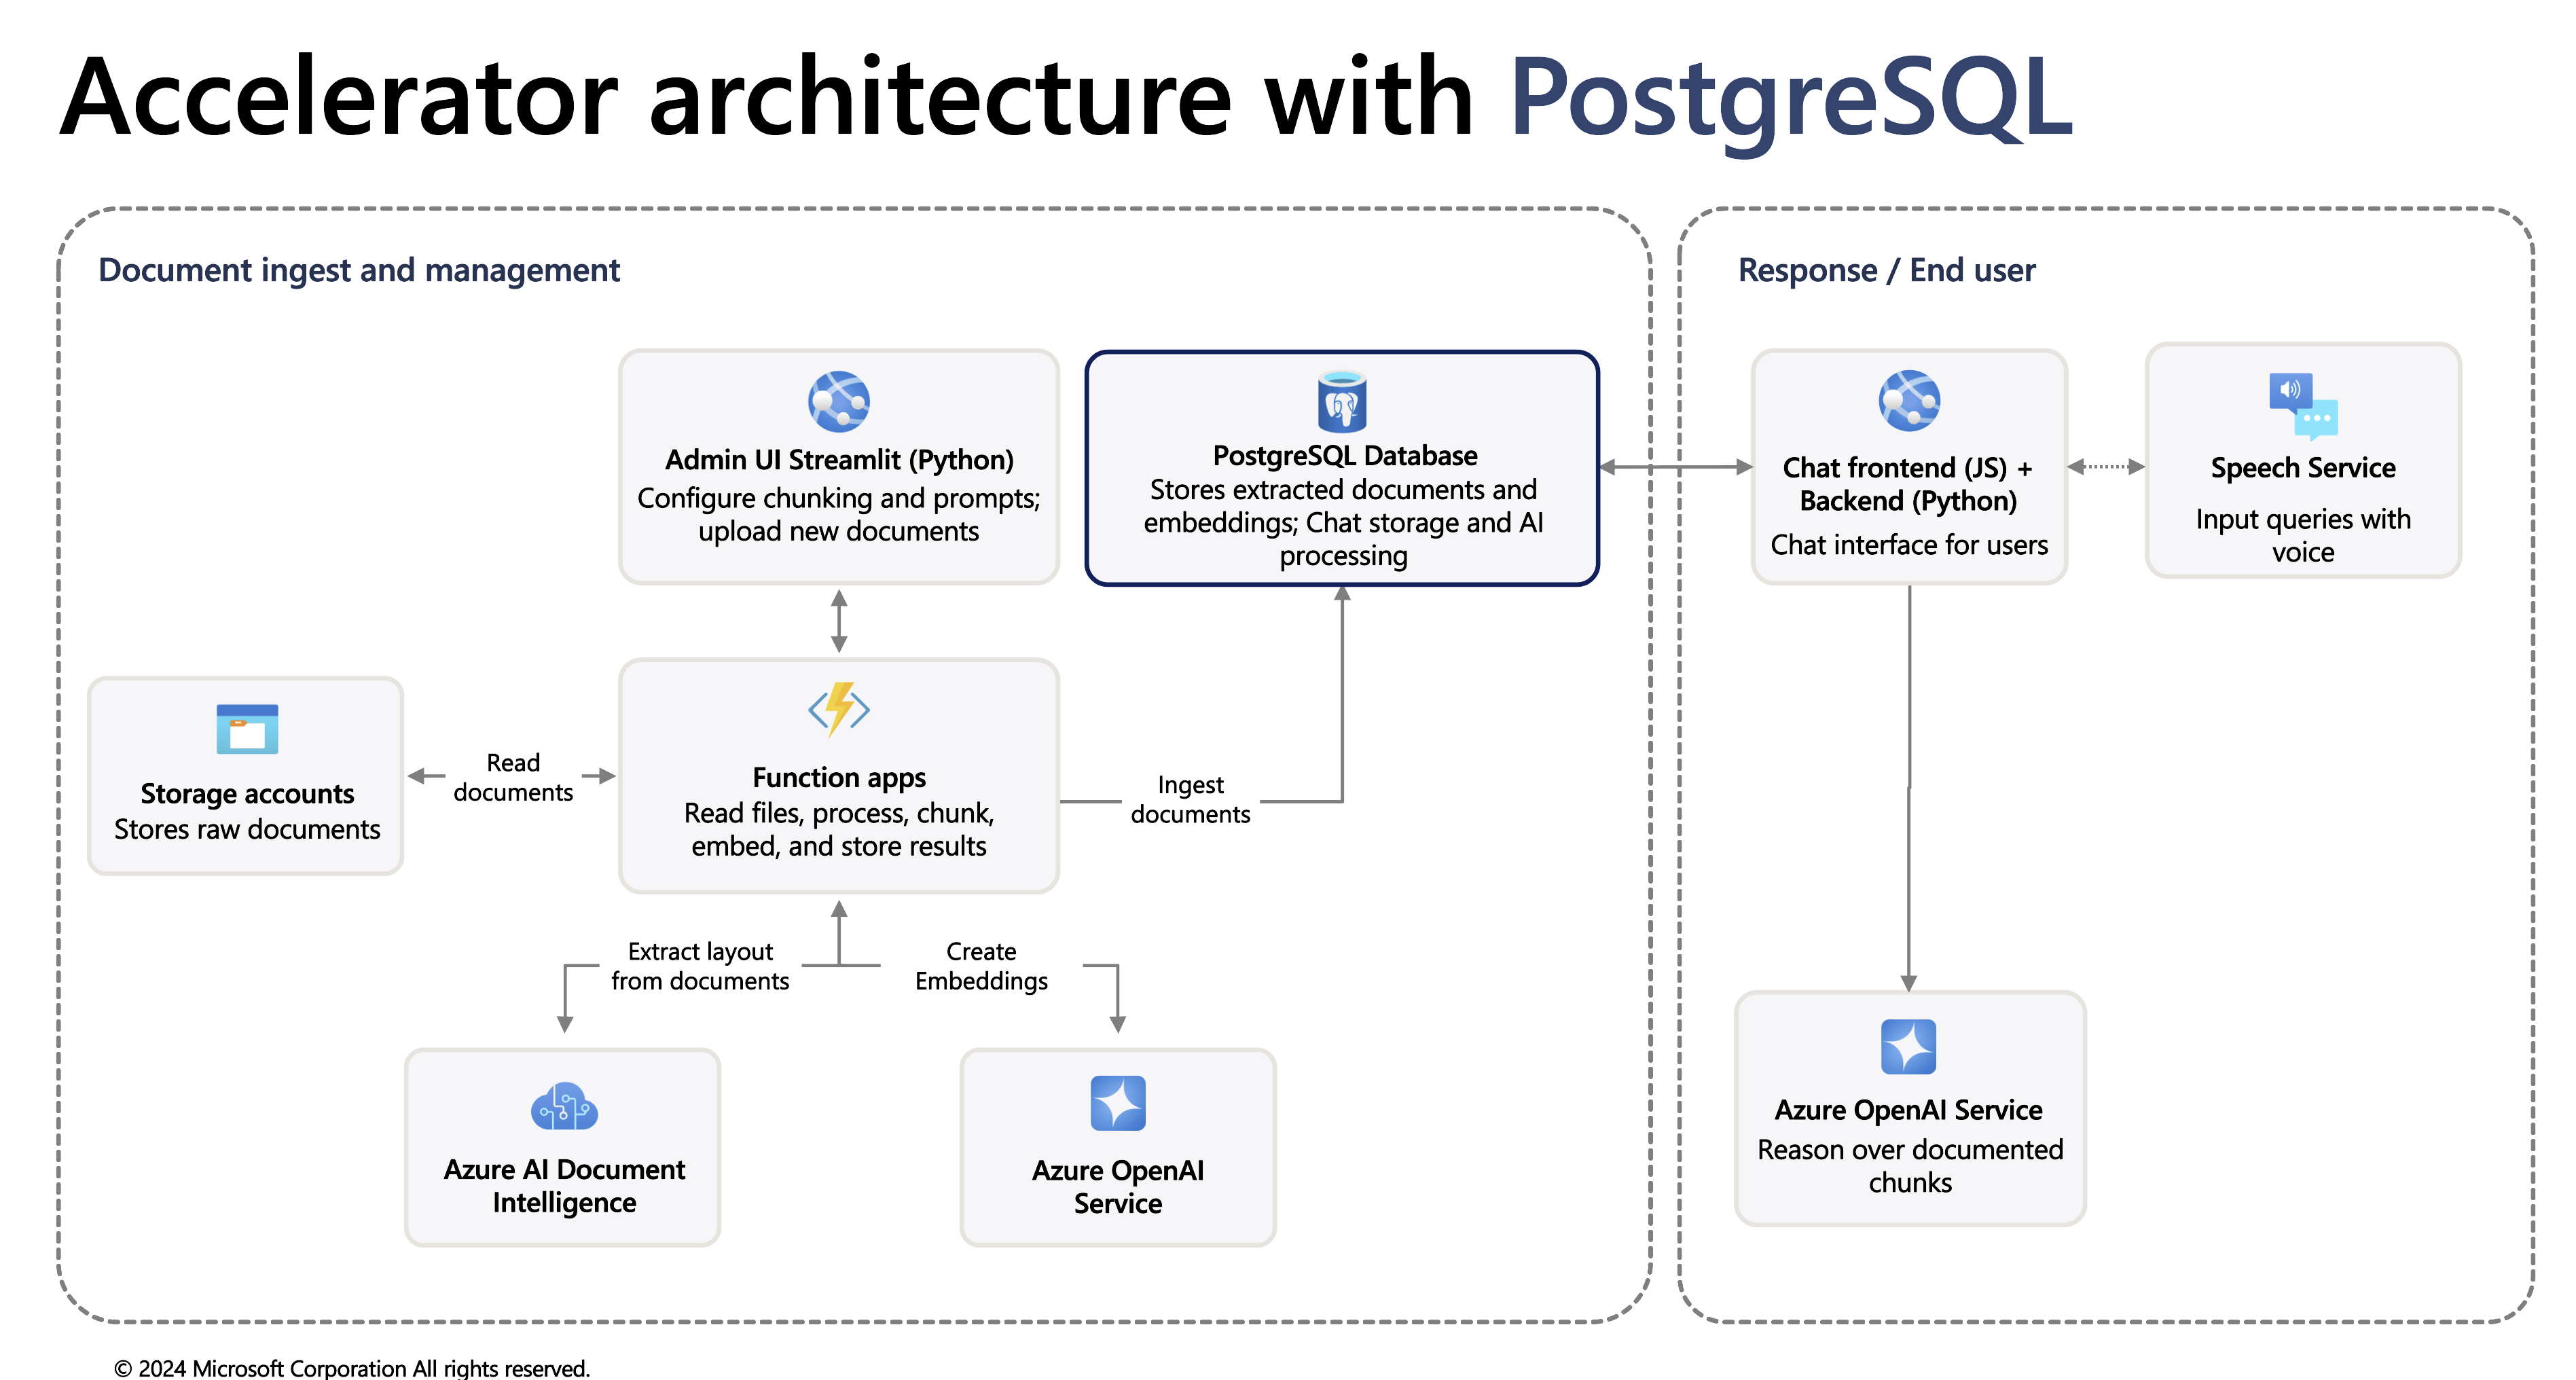 Accelerator architecture with PostgreSQL
Document ingest and management
Admin UI Streamlit (Python)
Configure chunking and prompts;
upload new documents
PostgreSQL Database
Stores extracted documents and
embeddings; Chat storage and AI
processing
Storage accounts
Stores raw documents
Read
documents
Function apps
Read files, process, chunk,
embed, and store results
Ingest
documents
Extract layout
from documents
Create
Embeddings
Azure AI Document
Intelligence
Azure OpenAI
Service
Response / End user
Chat frontend (JS) +
Backend (Python)
Chat interface for users
Speech Service
Input queries with
voice
Azure OpenAI Service
Reason over documented
chunks
© 2024 Microsoft Corporation All rights reserved.